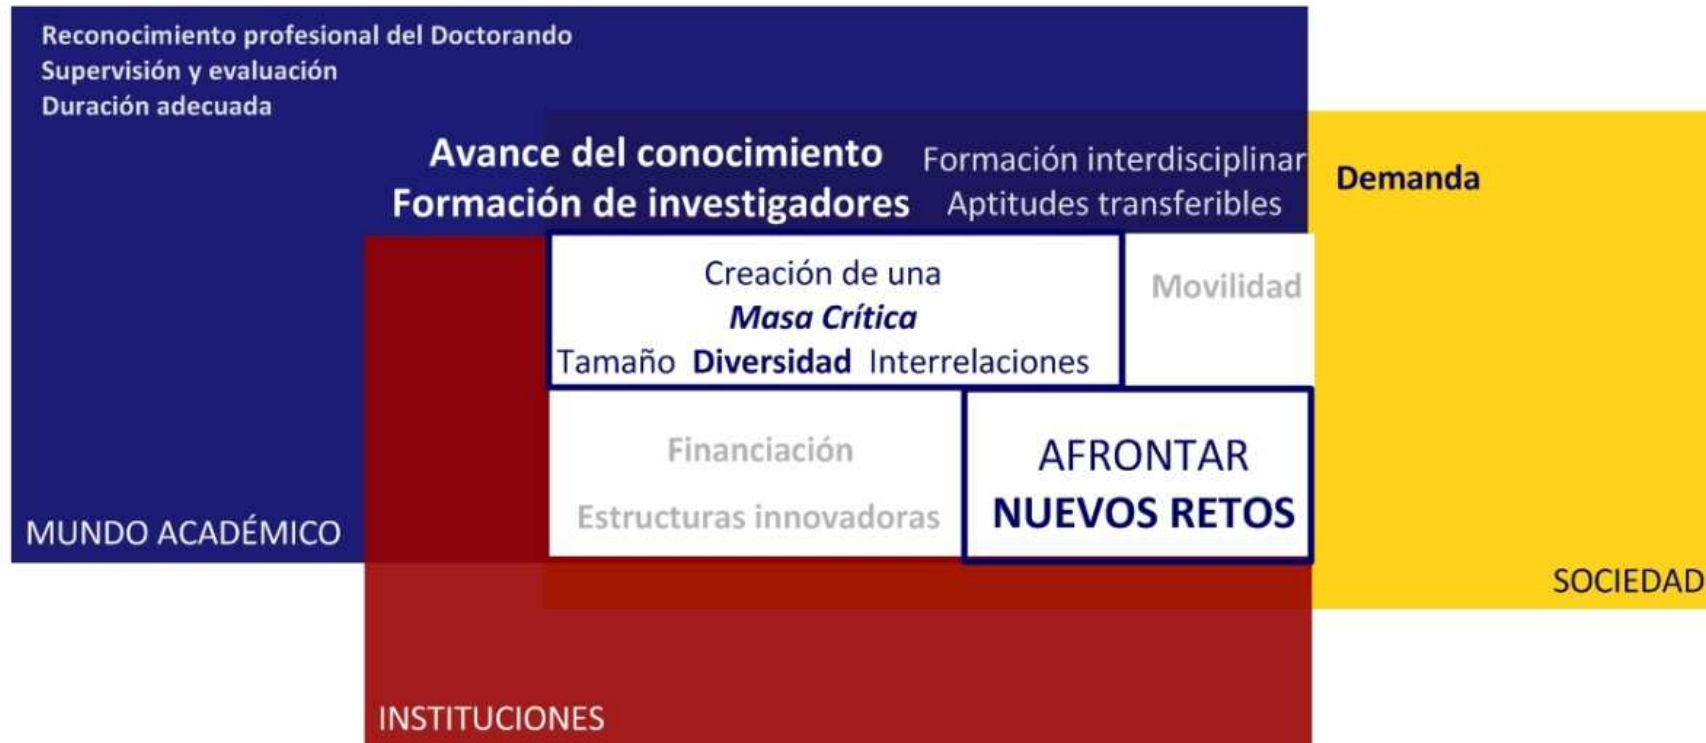 Reconocimiento profesional del Doctorando
Supervisión y evaluación
Duración adecuada
Avance del conocimiento
Formación de investigadores
Formación interdisciplinar
Aptitudes transferibles
Demanda
Creación de una
Masa Crítica
Tamaño Diversidad Interrelaciones
Movilidad
Financiación
Estructuras innovadoras
AFRONTAR
NUEVOS RETOS
MUNDO ACADÉMICO
SOCIEDAD
INSTITUCIONES